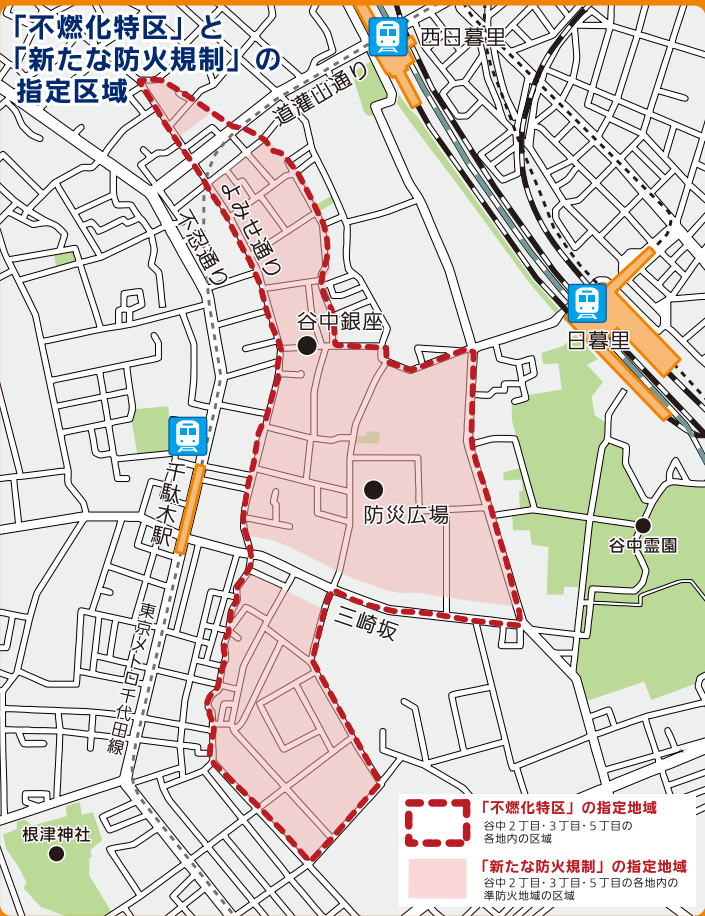 「不燃化特区」と
「新たな防火規制」の
指定区域
西日暮里
道灌山通り
よみせ通り
不忍通り
谷中銀座
日暮里
千駄木駅
防災広場
谷中霊園
三崎坂
東京メトロ千代田線
根津神社
「不燃化特区」の指定地域
谷中2丁目・3丁目・5丁目の
各地内の区域
「新たな防火規制」の指定地域
谷中2丁目・3丁目・5丁目の各地内の
準防火地域の区域